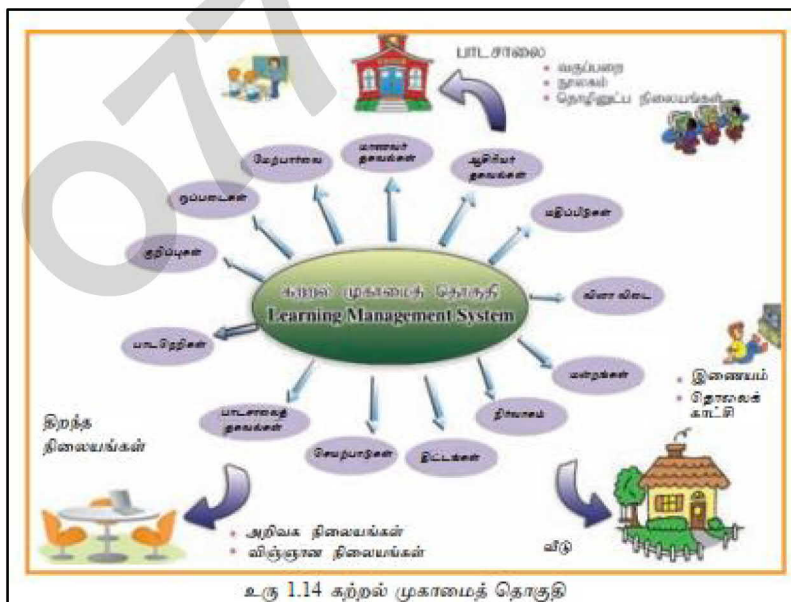 பாடசாலை
• வகுப்பறை
• நூலகம்
• தொழினுட்ப நிலையங்கள்
மாணவர்
தகவல்கள்
ஆசிரியர்
தகவல்கள்
மேற்பார்வை
மதிப்பீடுகள்
ஒப்படைகள்
குறிப்புகள்
வினா விடை
கற்றல் முகாமைத் தொகுதி
Learning Management System
பாடநெறிகள்
மன்றங்கள்
• இணையம்
• தொலைக்
காட்சி
பாடசாலைத்
தகவல்கள்
நிர்வாகம்
செயற்பாடுகள்
திட்டங்கள்
திறந்த
நிலையங்கள்
• அறிவக நிலையங்கள்
• விஞ்ஞான நிலையங்கள்
வீடு
உரு 1.14 கற்றல் முகாமைத் தொகுதி
077